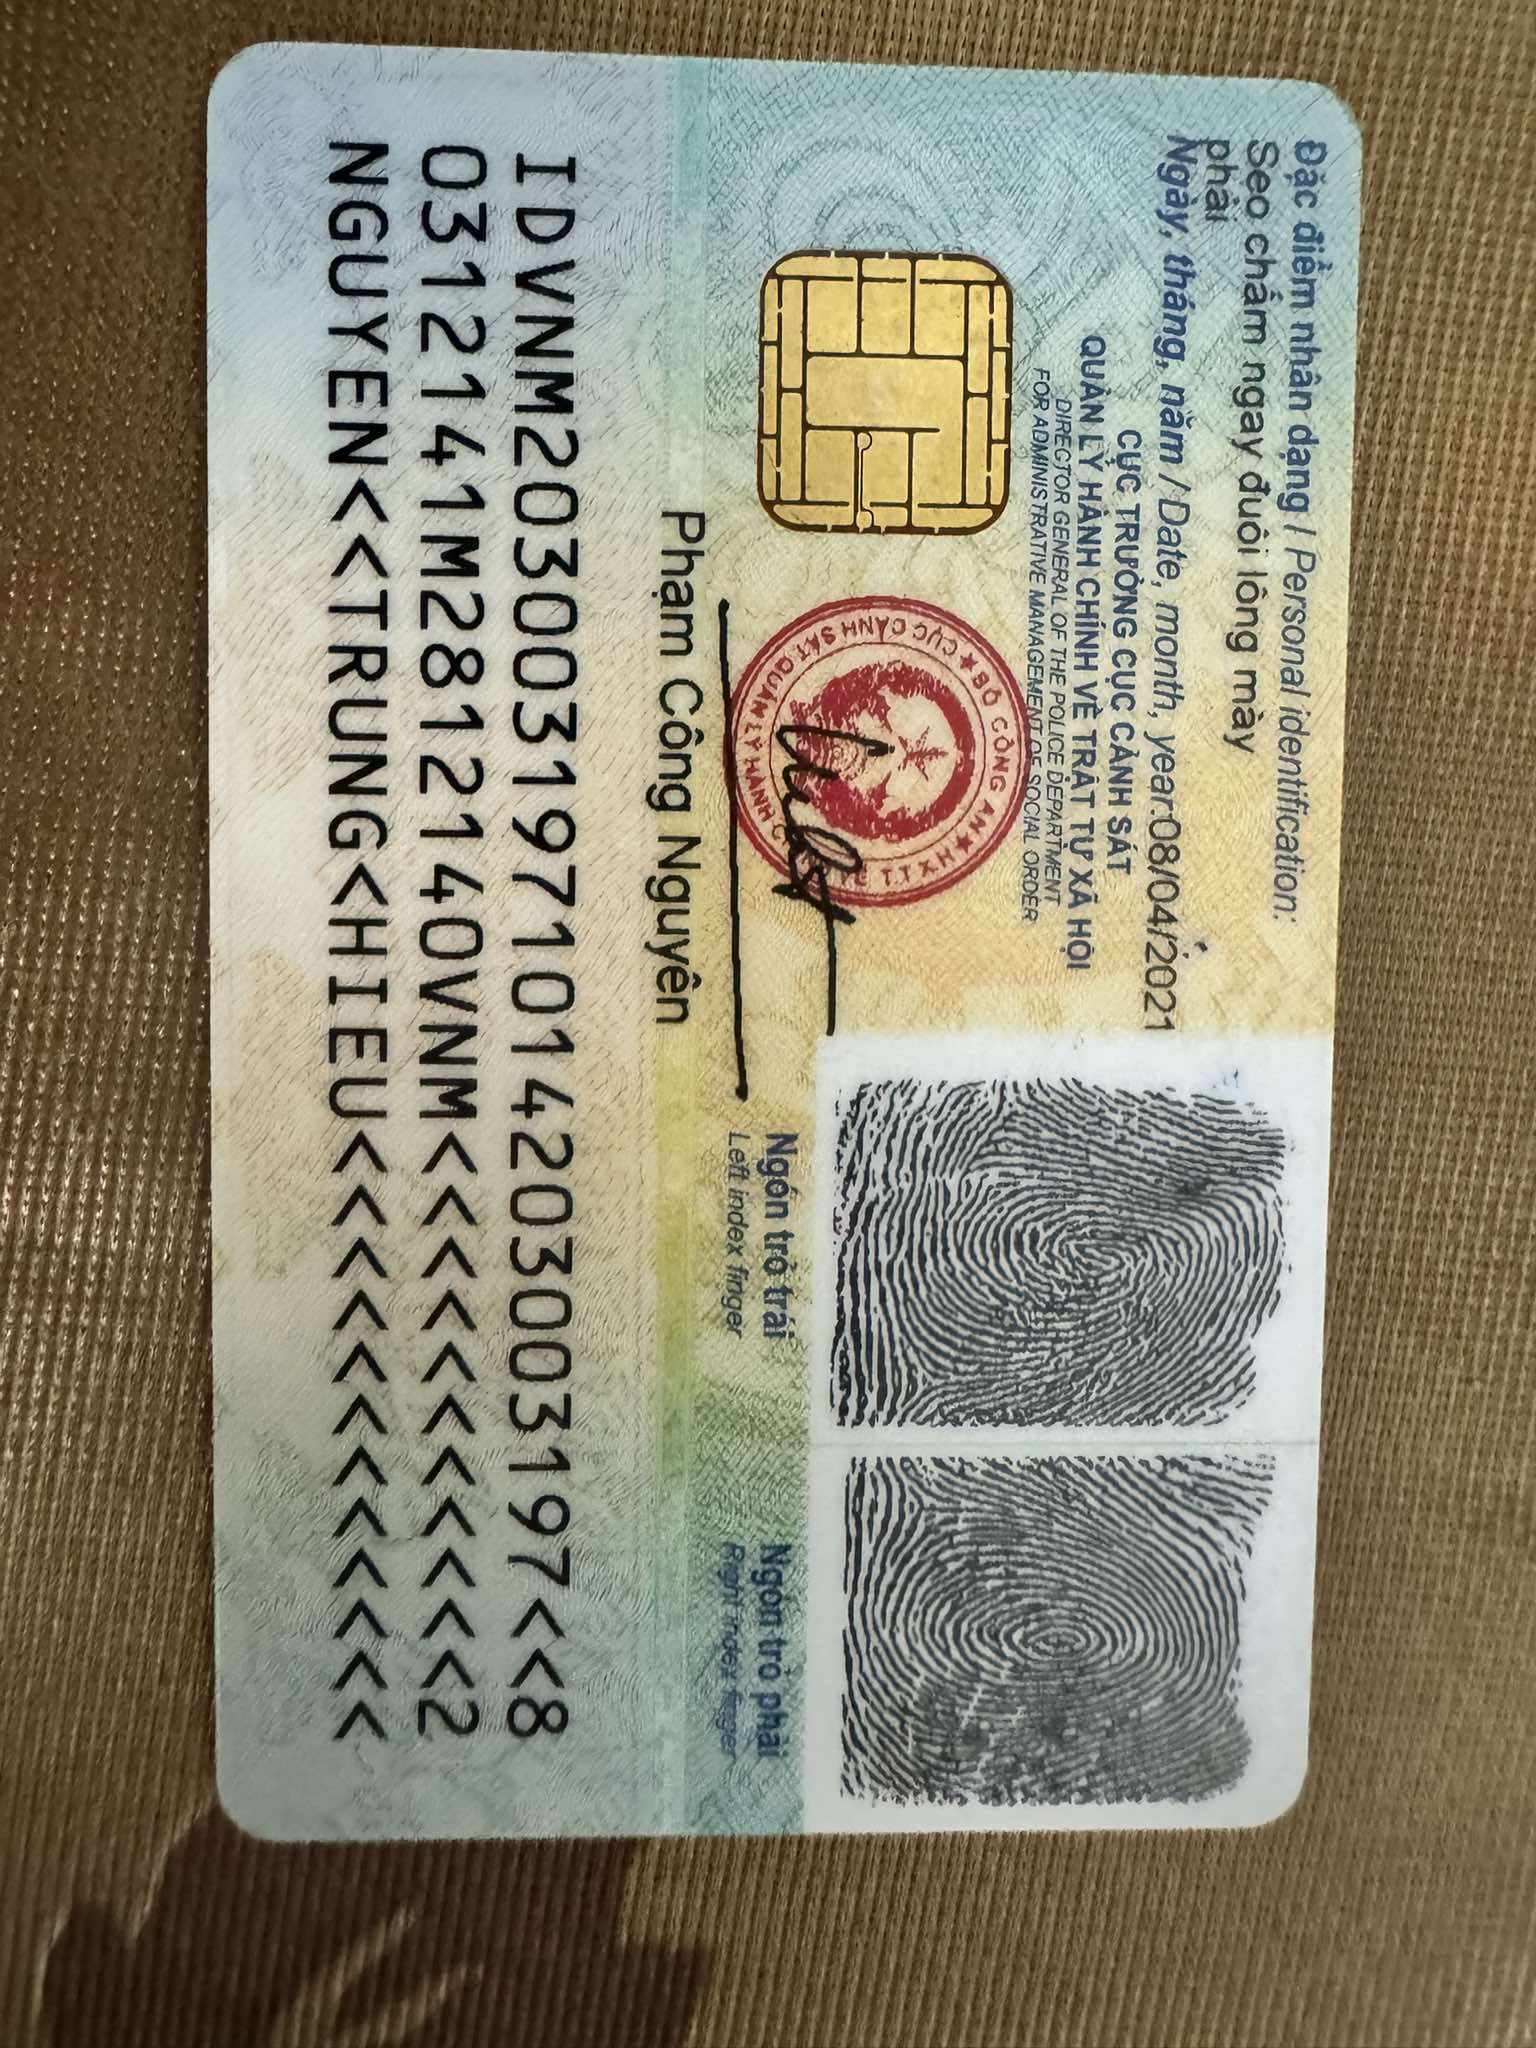 Đặc điểm nhân dạng / Personal identification:
Sẹo chấm ngay đuôi lông mày
phải
Ngày, tháng, năm / Date, month, year:08/04/2021
CỤC TRƯỞNG CỤC CẢNH SÁT
QUẢN LÝ HÀNH CHÍNH VỀ TRẬT TỰ XÃ HỘI
DIRECTOR GENERAL OF THE POLICE DEPARTMENT
FOR ADMINISTRATIVE MANAGEMENT OF SOCIAL ORDER
BỘ CÔNG AN
CỤC CẢNH SÁT QUẢN LÝ HÀNH
Phạm Công Nguyên
Ngón trỏ trái
Left index finger
Ngón trỏ phải
Right index finger
IDVNM2030031971014203003197<<8
0312141M2812140VNM<<<<<<<<<<<2
NGUYEN<<TRUNG<HIEU<<<<<<<<<<<<